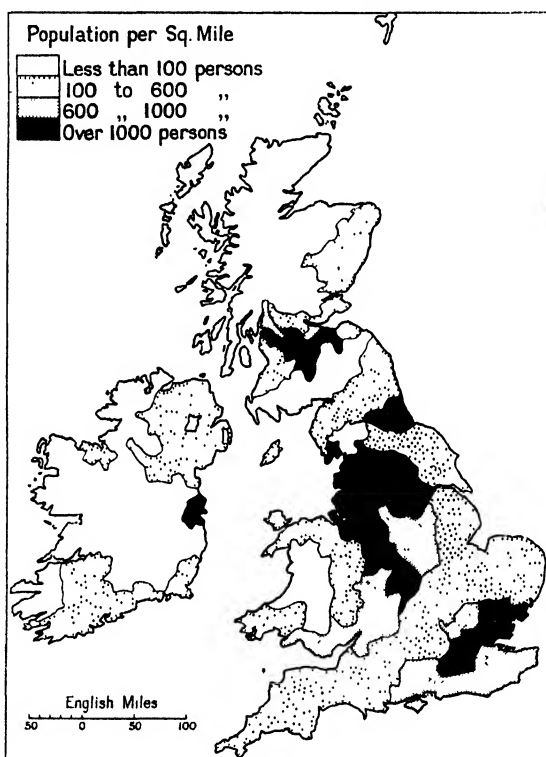 Population per Sq. Mile
Less than 100 persons
100 to 600 „
600 „ 1000 „
Over 1000 persons
English Miles
50 0 50 100